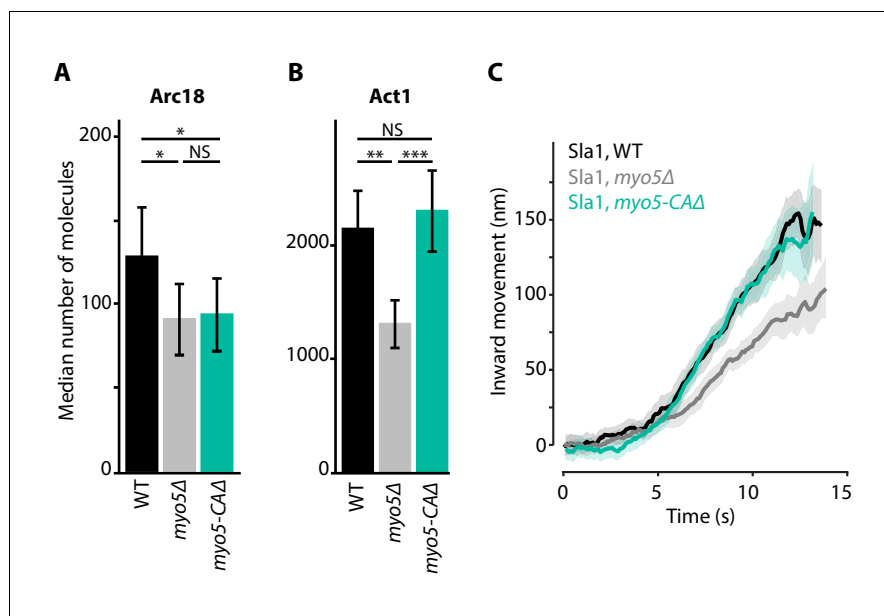 A
Arc18
Median number of molecules
200
100
0
*
*
NS
WT
myo5Δ
myo5-CAΔ
B
Act1
2000
1000
0
NS
**
***
WT
myo5Δ
myo5-CAΔ
C
Sla1, WT
Sla1, myo5Δ
Sla1, myo5-CAΔ
Inward movement (nm)
150
100
50
0
0
5
10
15
Time (s)